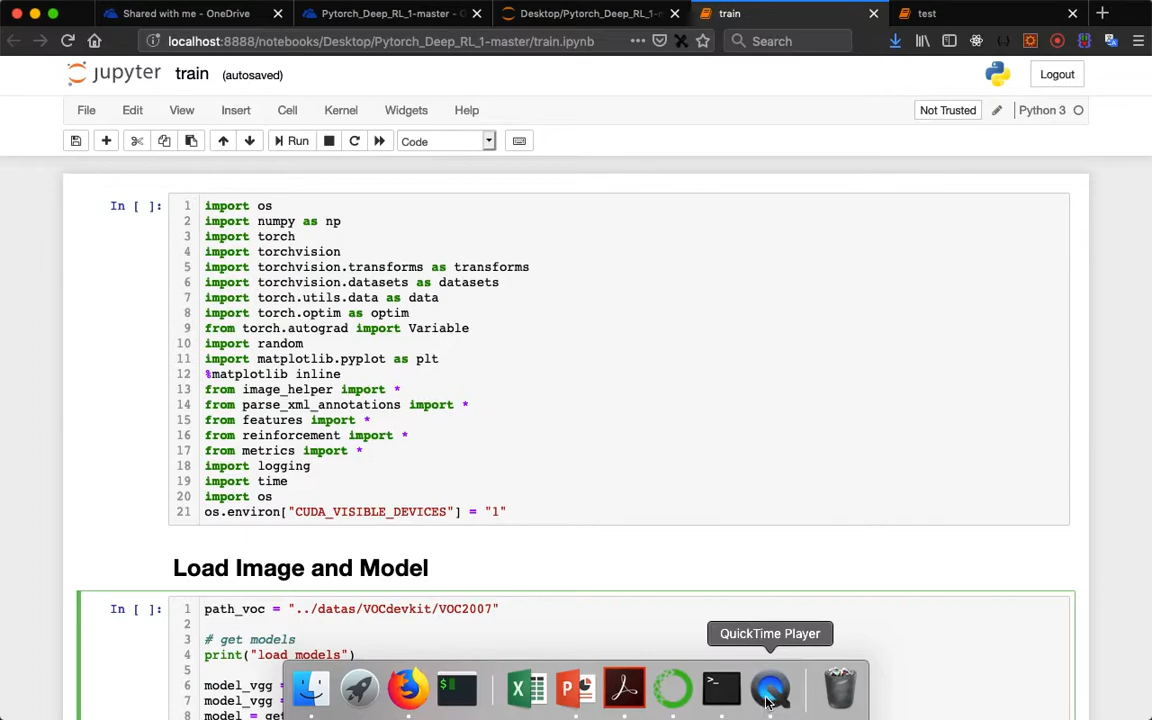 Shared with me - OneDrive
Pytorch_Deep_RL_1-master - O
Desktop/Pytorch_Deep_RL_1-m
train
test
localhost:8888/notebooks/Desktop/Pytorch_Deep_RL_1-master/train.ipynb
Search
jupyter train (autosaved)
Logout
File Edit View Insert Cell Kernel Widgets Help
Not Trusted
Python 3
Run
Code
In [ ]:
1 import os
2 import numpy as np
3 import torch
4 import torchvision
5 import torchvision.transforms as transforms
6 import torchvision.datasets as datasets
7 import torch.utils.data as data
8 import torch.optim as optim
9 from torch.autograd import Variable
10 import random
11 import matplotlib.pyplot as plt
12 %matplotlib inline
13 from image_helper import *
14 from parse_xml_annotations import *
15 from features import *
16 from reinforcement import *
17 from metrics import *
18 import logging
19 import time
20 import os
21 os.environ["CUDA_VISIBLE_DEVICES"] = "1"
Load Image and Model
In [ ]:
1 path_voc = "../datas/VOCdevkit/VOC2007"
2
3 # get models
4 print("load models")
5
6 model_vgg =
7 model_vgg =
8 model = get
QuickTime Player